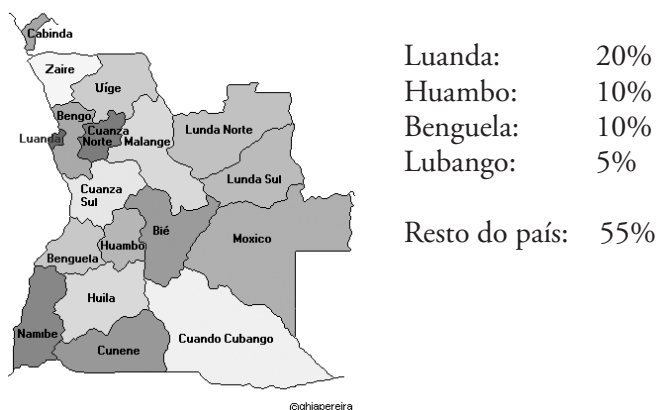 Cabinda
Zaire
Uíge
Bengo
Luanda
Cuanza
Norte
Malange
Lunda Norte
Lunda Sul
Cuanza
Sul
Bié
Moxico
Huambo
Benguela
Huila
Namibe
Cunene
Cuando Cubango
@ghiapereira
Luanda: 20%
Huambo: 10%
Benguela: 10%
Lubango: 5%
Resto do país: 55%